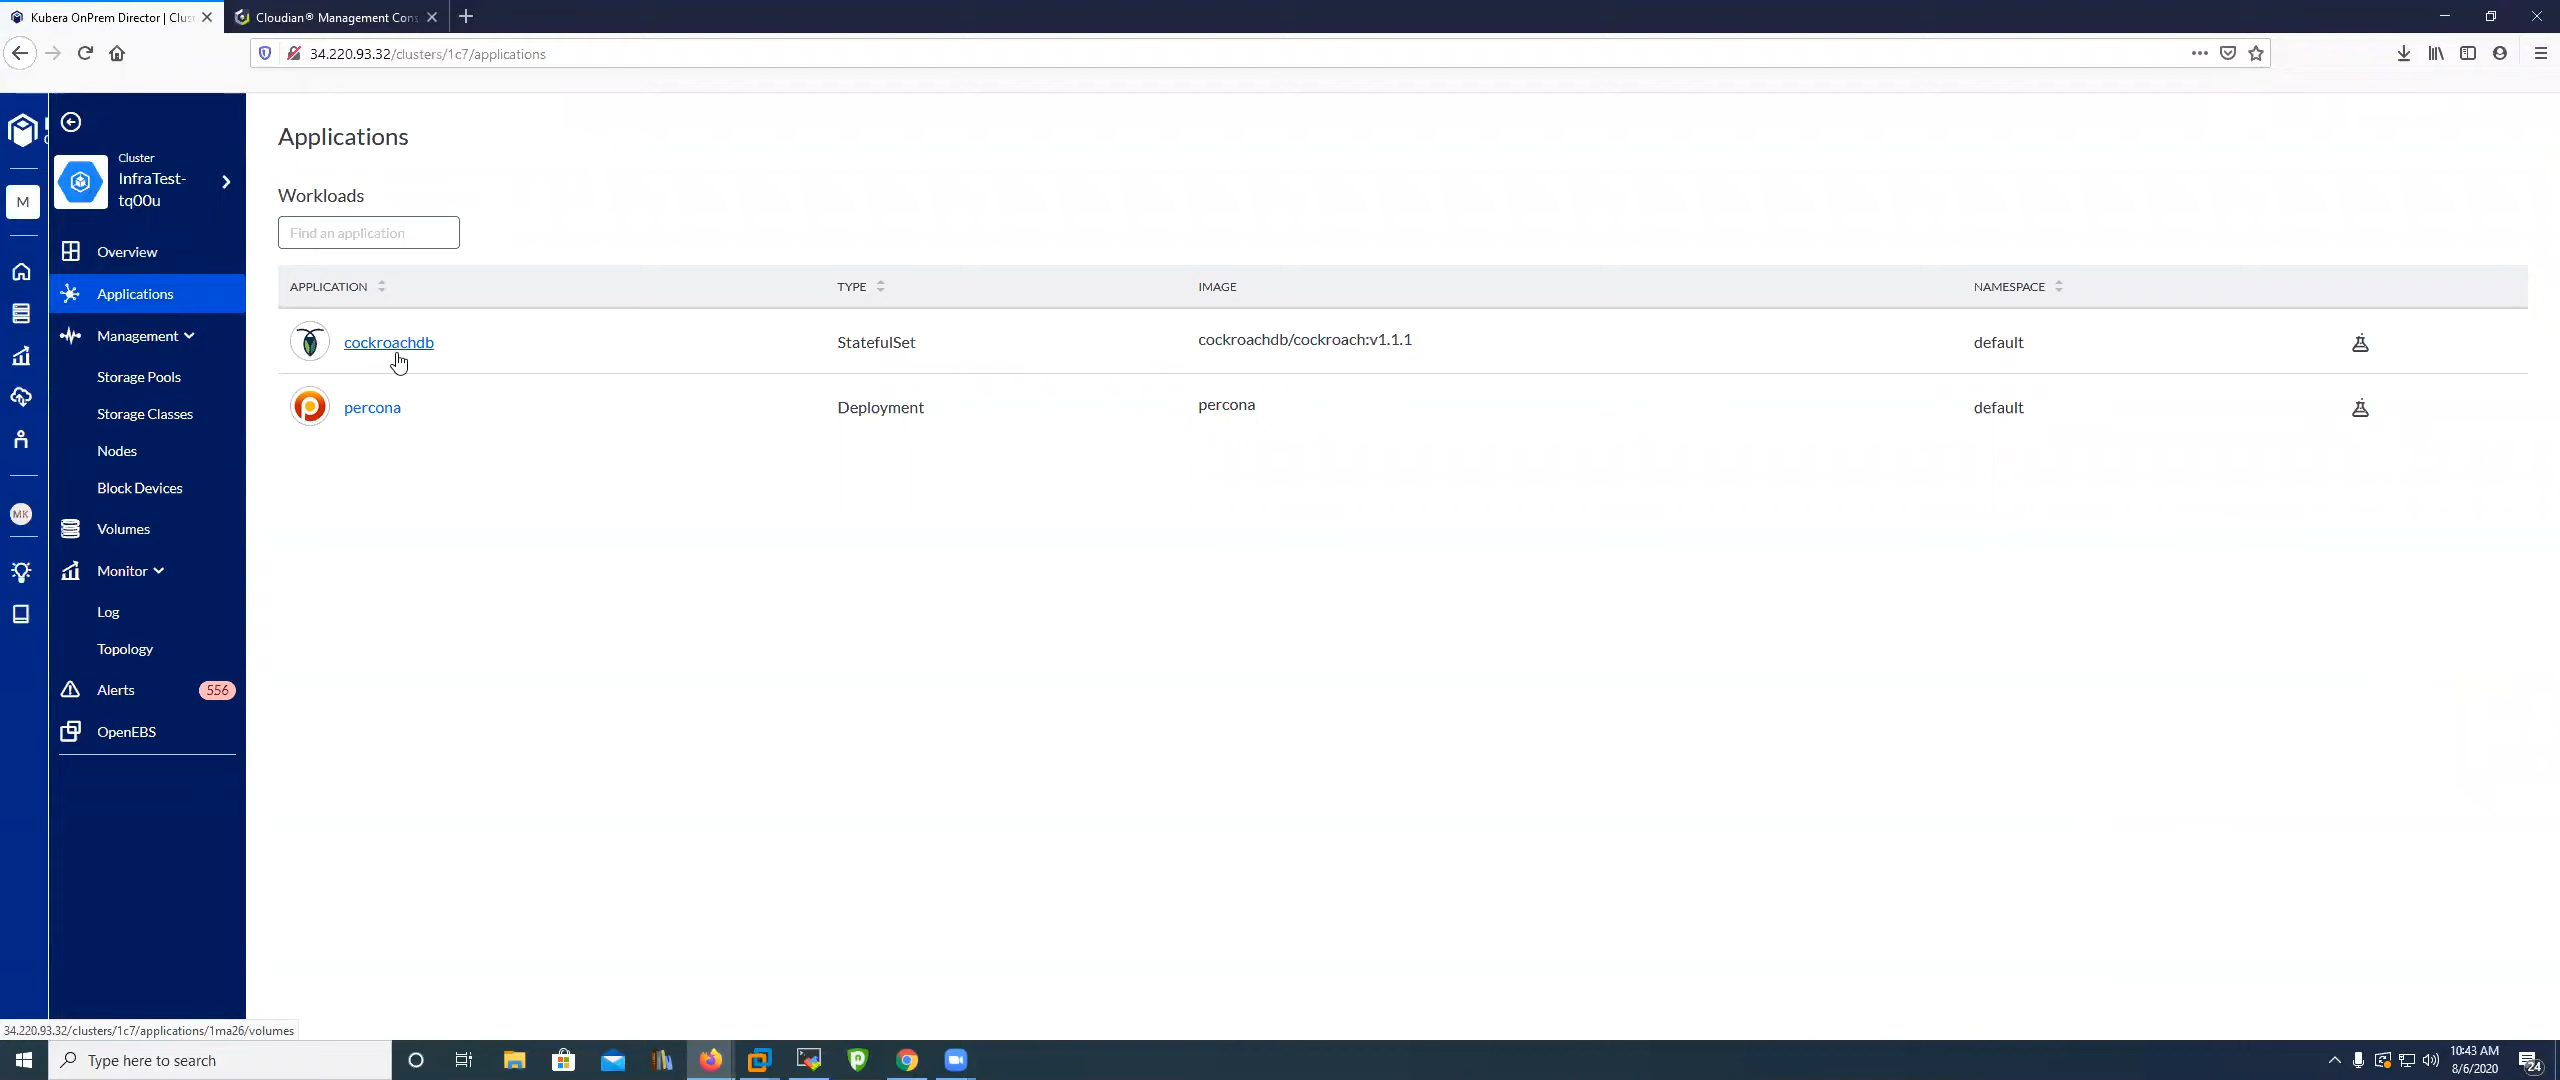 Kubera OnPrem Director | Clus
Cloudian® Management Con
34.220.93.32/clusters/1c7/applications
Cluster
InfraTest-
tq00u
M
Overview
Applications
Management
Storage Pools
Storage Classes
Nodes
Block Devices
MK
Volumes
Monitor
Log
Topology
Alerts
556
OpenEBS
Applications
Workloads
Find an application
APPLICATION TYPE IMAGE NAMESPACE
cockroachdb StatefulSet cockroachdb/cockroach:v1.1.1 default
percona Deployment percona default
34.220.93.32/clusters/1c7/applications/1ma26/volumes
Type here to search
10:43 AM
8/6/2020
24